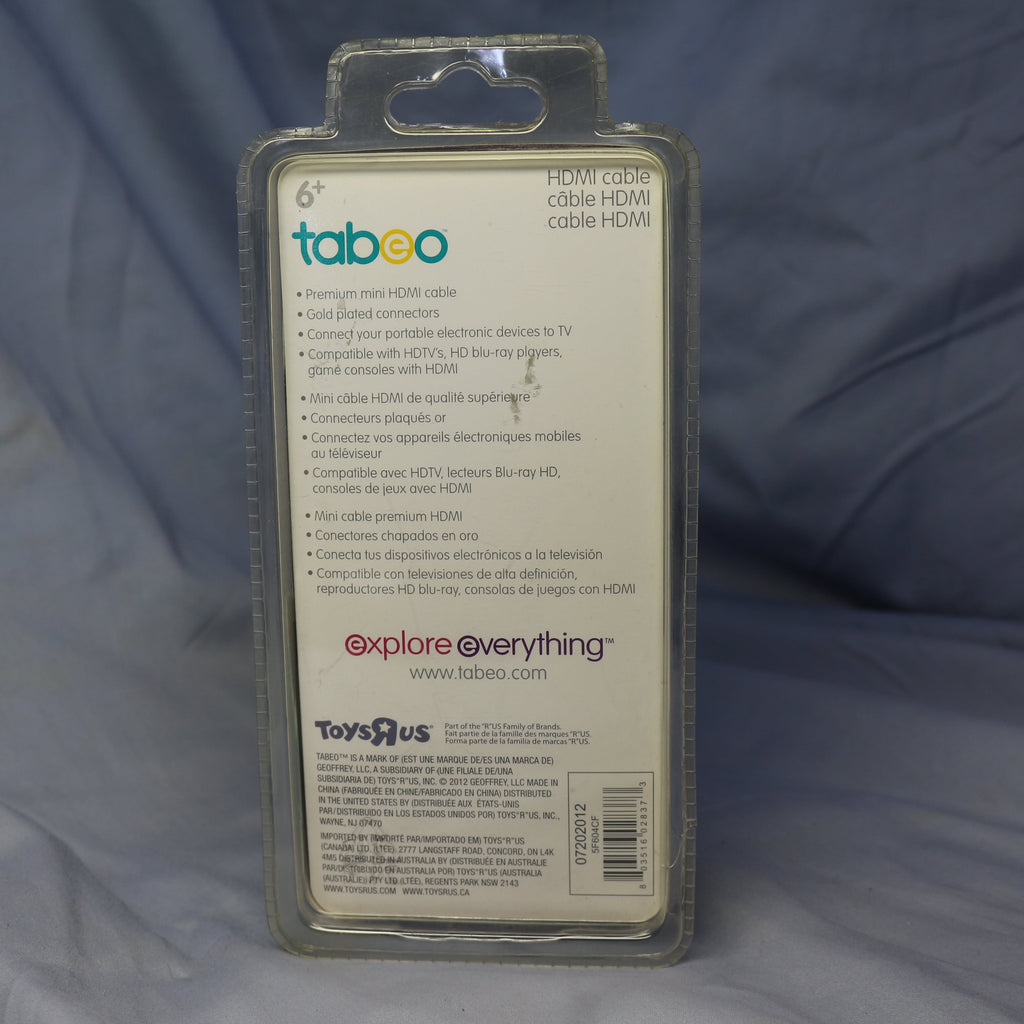 6+
HDMI cable
câble HDMI
cable HDMI
tabeo™
• Premium mini HDMI cable
• Gold plated connectors
• Connect your portable electronic devices to TV
• Compatible with HDTV's, HD blu-ray players,
game consoles with HDMI
• Mini câble HDMI de qualité supérieure
• Connecteurs plaqués or
• Connectez vos appareils électroniques mobiles
au téléviseur
• Compatible avec HDTV, lecteurs Blu-ray HD,
consoles de jeux avec HDMI
• Mini cable premium HDMI
• Conectores chapados en oro
• Conecta tus dispositivos electrónicos a la televisión
• Compatible con televisiones de alta definición,
reproductores HD blu-ray, consolas de juegos con HDMI
explore everything™
www.tabeo.com
ToysЯus®
Part of the "R"US Family of Brands.
Fait partie de la famille des marques "R"US.
Forma parte de la familia de marcas "R"US.
TABEO™ IS A MARK OF (EST UNE MARQUE DE/ES UNA MARCA DE)
GEOFFREY, LLC, A SUBSIDIARY OF (UNE FILIALE DE/UNA
SUBSIDIARIA DE) TOYS"R"US, INC. © 2012 GEOFFREY, LLC MADE IN
CHINA (FABRIQUÉE EN CHINE/FABRICADO EN CHINA) DISTRIBUTED
IN THE UNITED STATES BY (DISTRIBUÉE AUX ÉTATS-UNIS
PAR/DISTRIBUIDO EN LOS ESTADOS UNIDOS POR) TOYS"R"US, INC.,
WAYNE, NJ 07470
IMPORTED BY (IMPORTÉ PAR/IMPORTADO EM) TOYS"R"US
(CANADA) LTD. (LTÉE), 2777 LANGSTAFF ROAD, CONCORD, ON L4K
4M5 DISTRIBUTED IN AUSTRALIA BY (DISTRIBUÉE EN AUSTRALIE
PAR/DISTRIBUIDO EN AUSTRALIA POR) TOYS"R"US (AUSTRALIA
(AUSTRALIE)) PTY LTD (LTÉE), REGENTS PARK NSW 2143
WWW.TOYSRUS.COM WWW.TOYSRUS.CA
07202012
5F604CF
8 03516 02837 3